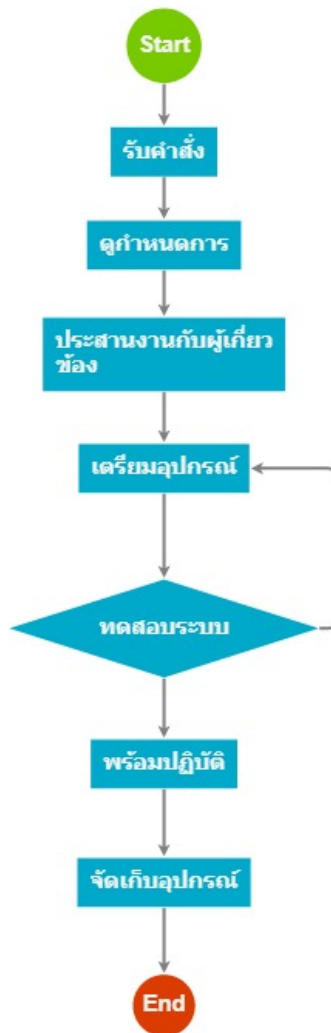 Start
รับคำสั่ง
ดูกำหนดการ
ประสานงานกับผู้เกี่ยว
ข้อง
เตรียมอุปกรณ์
ทดสอบระบบ
พร้อมปฏิบัติ
จัดเก็บอุปกรณ์
End